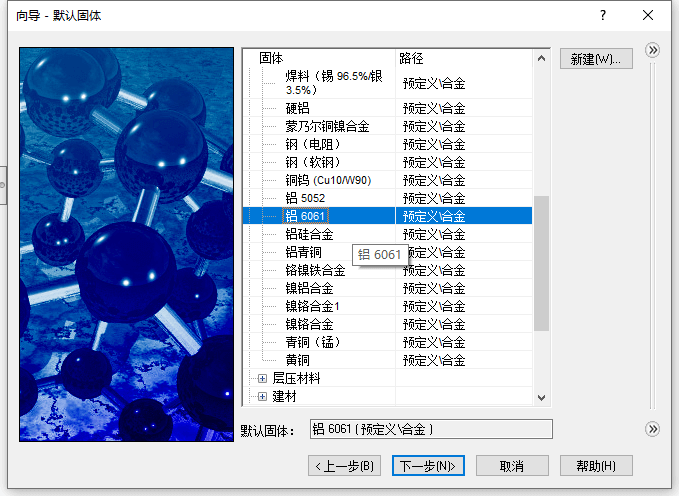 向导 - 默认固体
?
固体 路径
新建(W)...
焊料（锡 96.5%/银
3.5%） 预定义\合金
硬铝 预定义\合金
蒙乃尔铜镍合金 预定义\合金
钢（电阻） 预定义\合金
钢（软钢） 预定义\合金
铜钨 (Cu10/W90) 预定义\合金
铝 5052 预定义\合金
铝 6061 预定义\合金
铝硅合金 预定义\合金
铝青铜 预定义\合金
铝 6061
铬镍铁合金 预定义\合金
镍铝合金 预定义\合金
镍铬合金1 预定义\合金
镍铬合金 预定义\合金
青铜（锰） 预定义\合金
黄铜 预定义\合金
层压材料
建材
默认固体： 铝 6061 ( 预定义\合金 )
< 上一步(B) 下一步(N)> 取消 帮助(H)